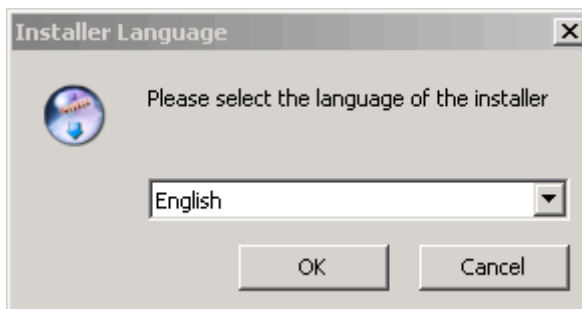 Installer Language
Please select the language of the installer
English
OK
Cancel